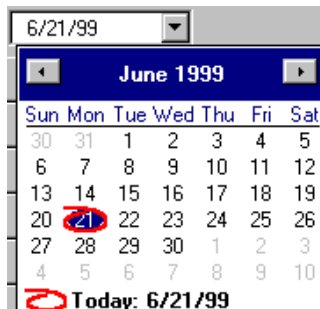 6/21/99
June 1999
Sun Mon Tue Wed Thu Fri Sat
30 31 1 2 3 4 5
6 7 8 9 10 11 12
13 14 15 16 17 18 19
20 21 22 23 24 25 26
27 28 29 30 1 2 3
4 5 6 7 8 9 10
Today: 6/21/99